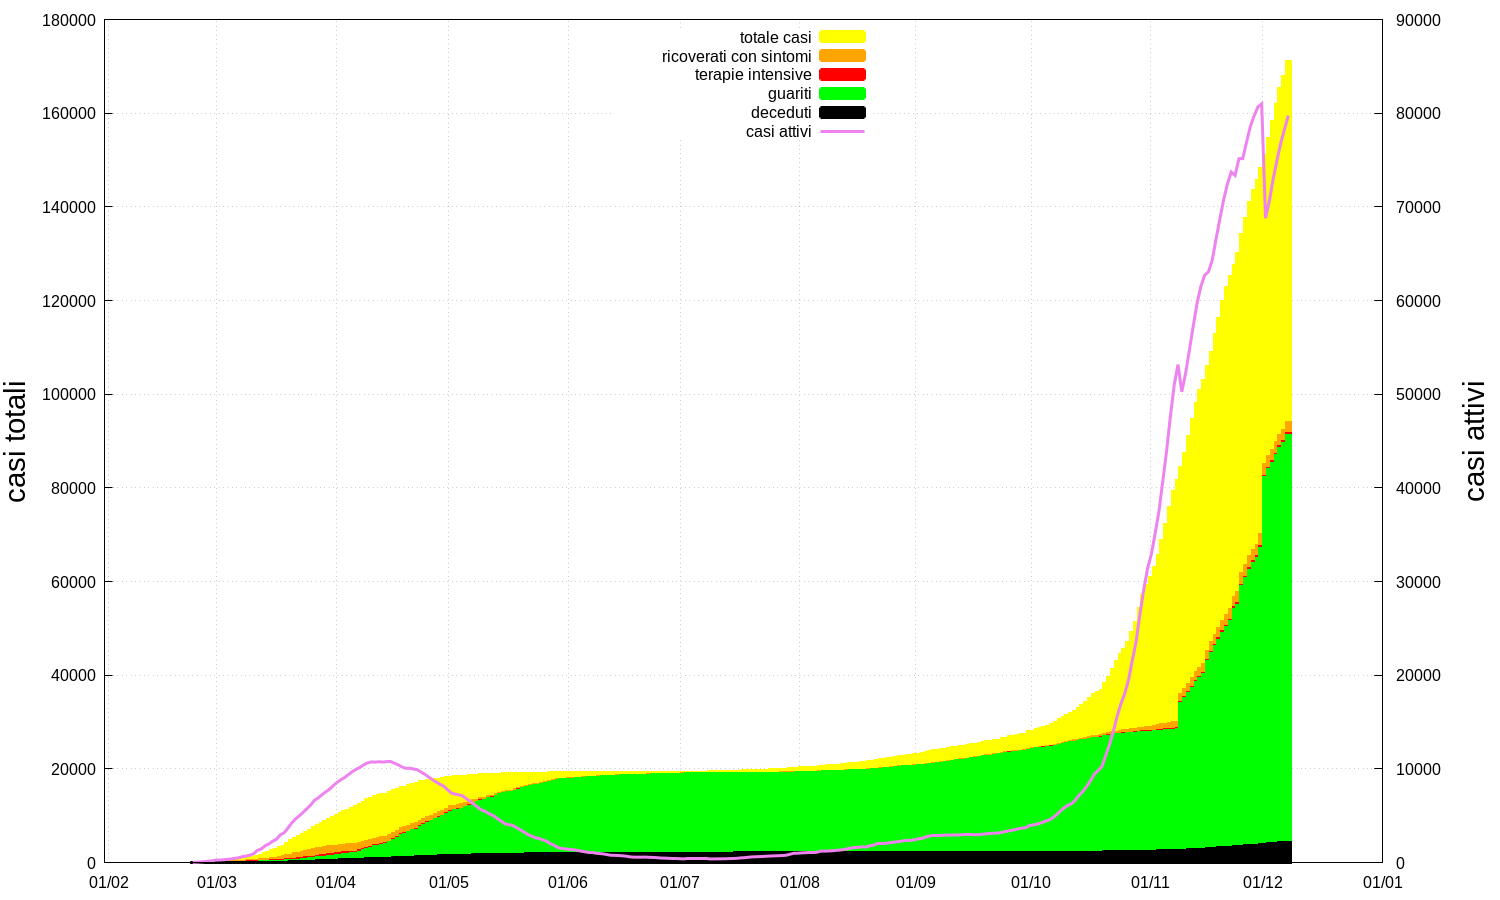 180000
160000
140000
120000
100000
80000
60000
40000
20000
0
casi totali
totale casi
ricoverati con sintomi
terapie intensive
guariti
deceduti
casi attivi
90000
80000
70000
60000
50000
40000
30000
20000
10000
0
casi attivi
01/02 01/03 01/04 01/05 01/06 01/07 01/08 01/09 01/10 01/11 01/12 01/01